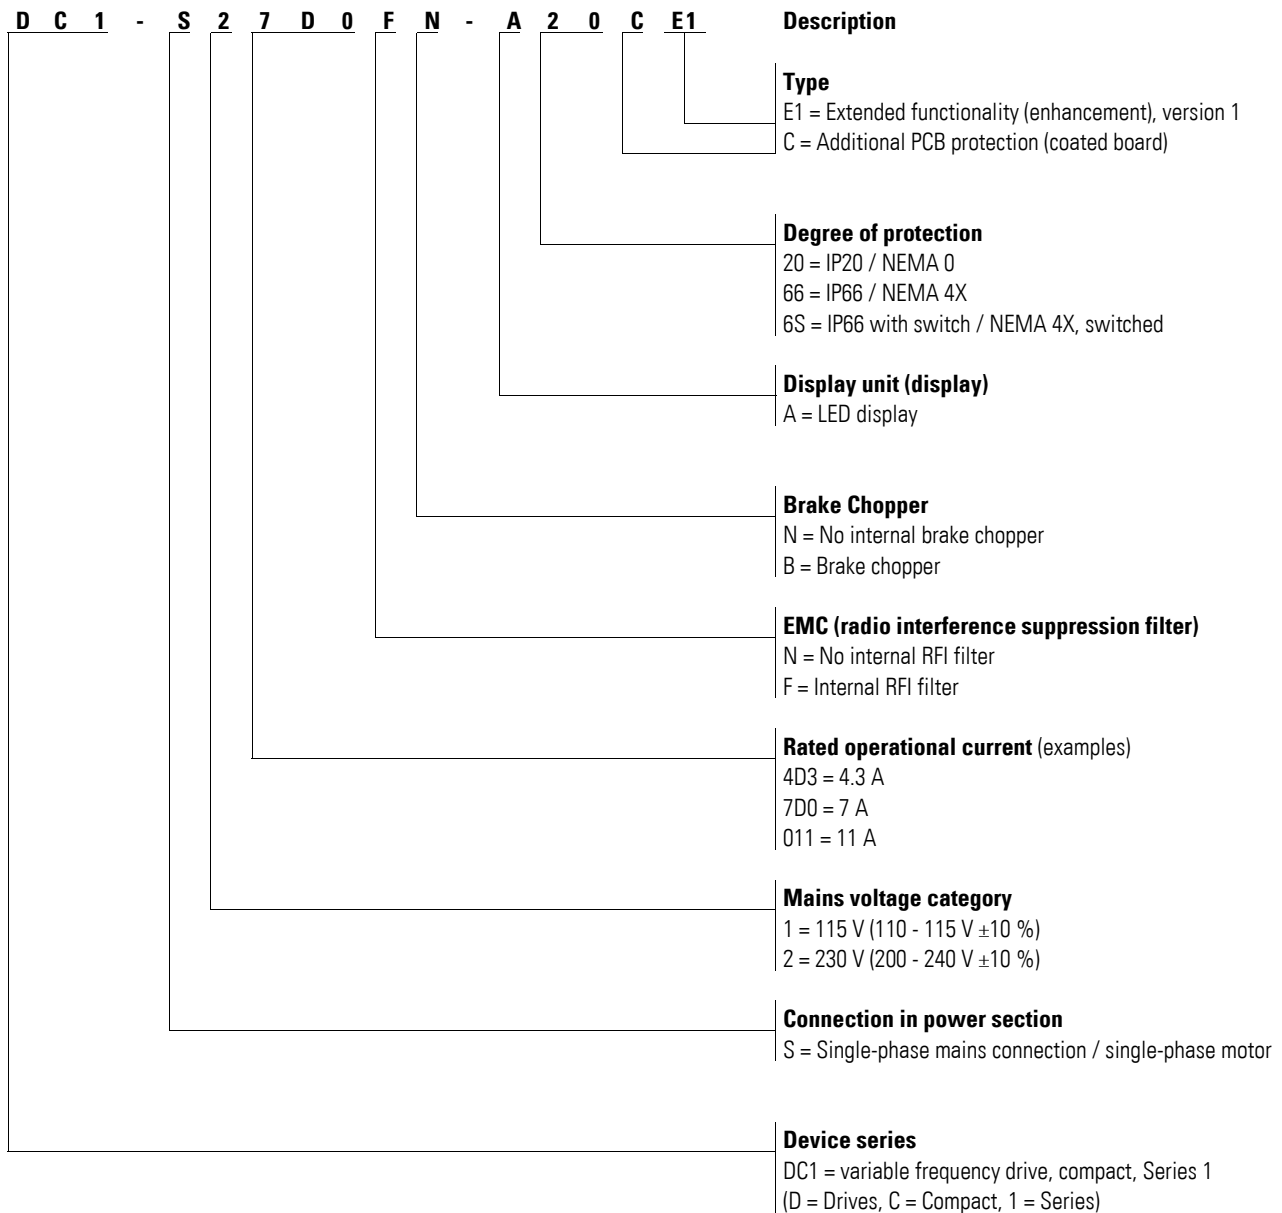 D C 1 - S 2 7 D 0 F N - A 2 0 C E1 Description
Type
E1 = Extended functionality (enhancement), version 1
C = Additional PCB protection (coated board)
Degree of protection
20 = IP20 / NEMA 0
66 = IP66 / NEMA 4X
6S = IP66 with switch / NEMA 4X, switched
Display unit (display)
A = LED display
Brake Chopper
N = No internal brake chopper
B = Brake chopper
EMC (radio interference suppression filter)
N = No internal RFI filter
F = Internal RFI filter
Rated operational current (examples)
4D3 = 4.3 A
7D0 = 7 A
011 = 11 A
Mains voltage category
1 = 115 V (110 - 115 V ±10 %)
2 = 230 V (200 - 240 V ±10 %)
Connection in power section
S = Single-phase mains connection / single-phase motor
Device series
DC1 = variable frequency drive, compact, Series 1
(D = Drives, C = Compact, 1 = Series)